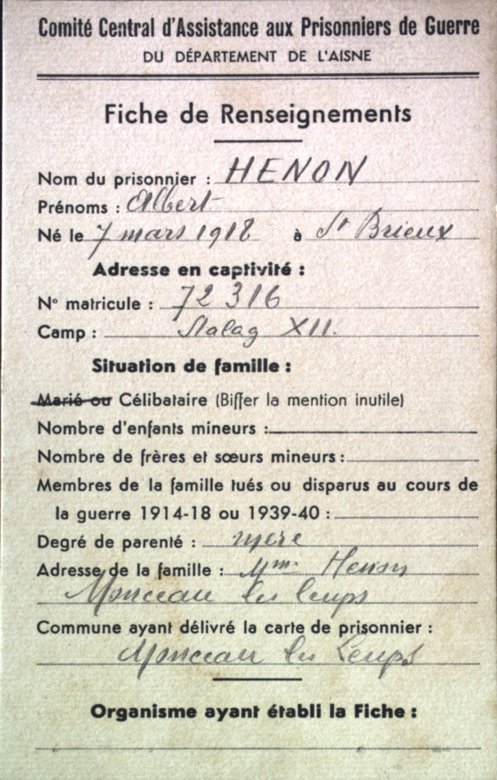 Comité Central d'Assistance aux Prisonniers de Guerre
DU DÉPARTEMENT DE L'AISNE
Fiche de Renseignements
Nom du prisonnier : HENON
Prénoms : Albert
Né le 7 mars 1918 à St Brieux
Adresse en captivité :
N° matricule : 72 316
Camp : Stalag XII.
Situation de famille :
Marié ou Célibataire (Biffer la mention inutile)
Nombre d'enfants mineurs :
Nombre de frères et sœurs mineurs :
Membres de la famille tués ou disparus au cours de
la guerre 1914-18 ou 1939-40 :
Degré de parenté : mère
Adresse de la famille : Mme Henon
Monceau les leups
Commune ayant délivré la carte de prisonnier :
Monceau les Leups
Organisme ayant établi la Fiche :